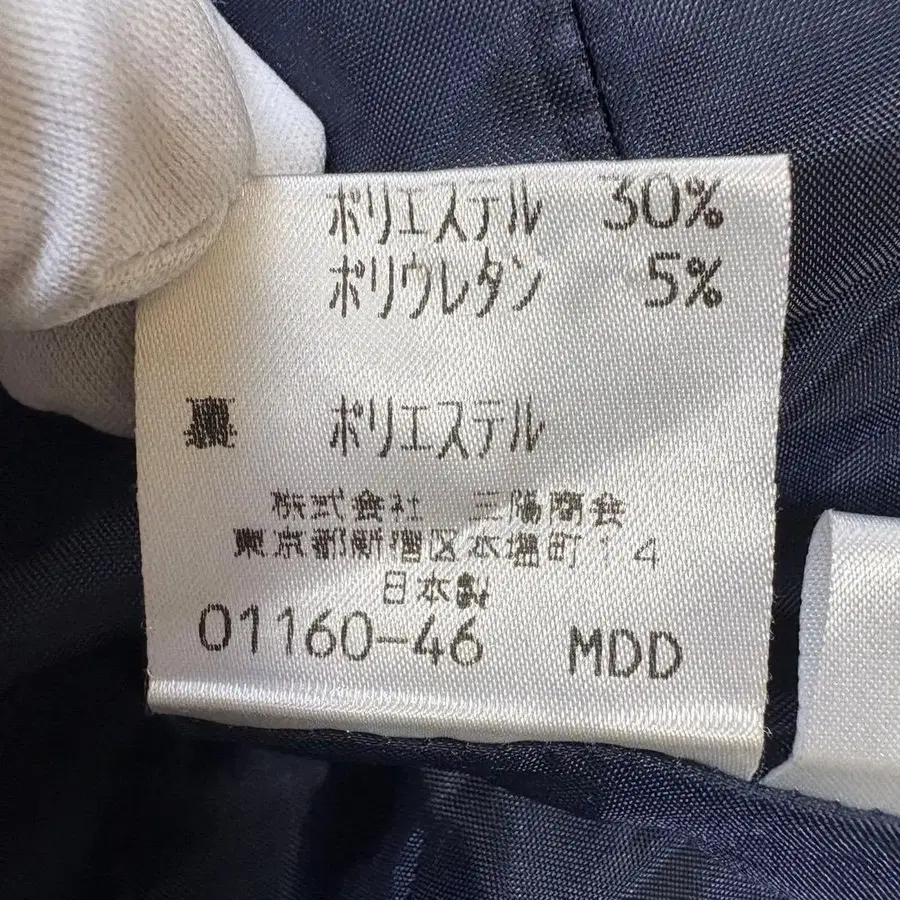 ポリエステル 30%
ポリウレタン 5%
裏 ポリエステル
株式会社 三陽商会
東京都新宿区本塩町14
日本製
01160-46 MDD